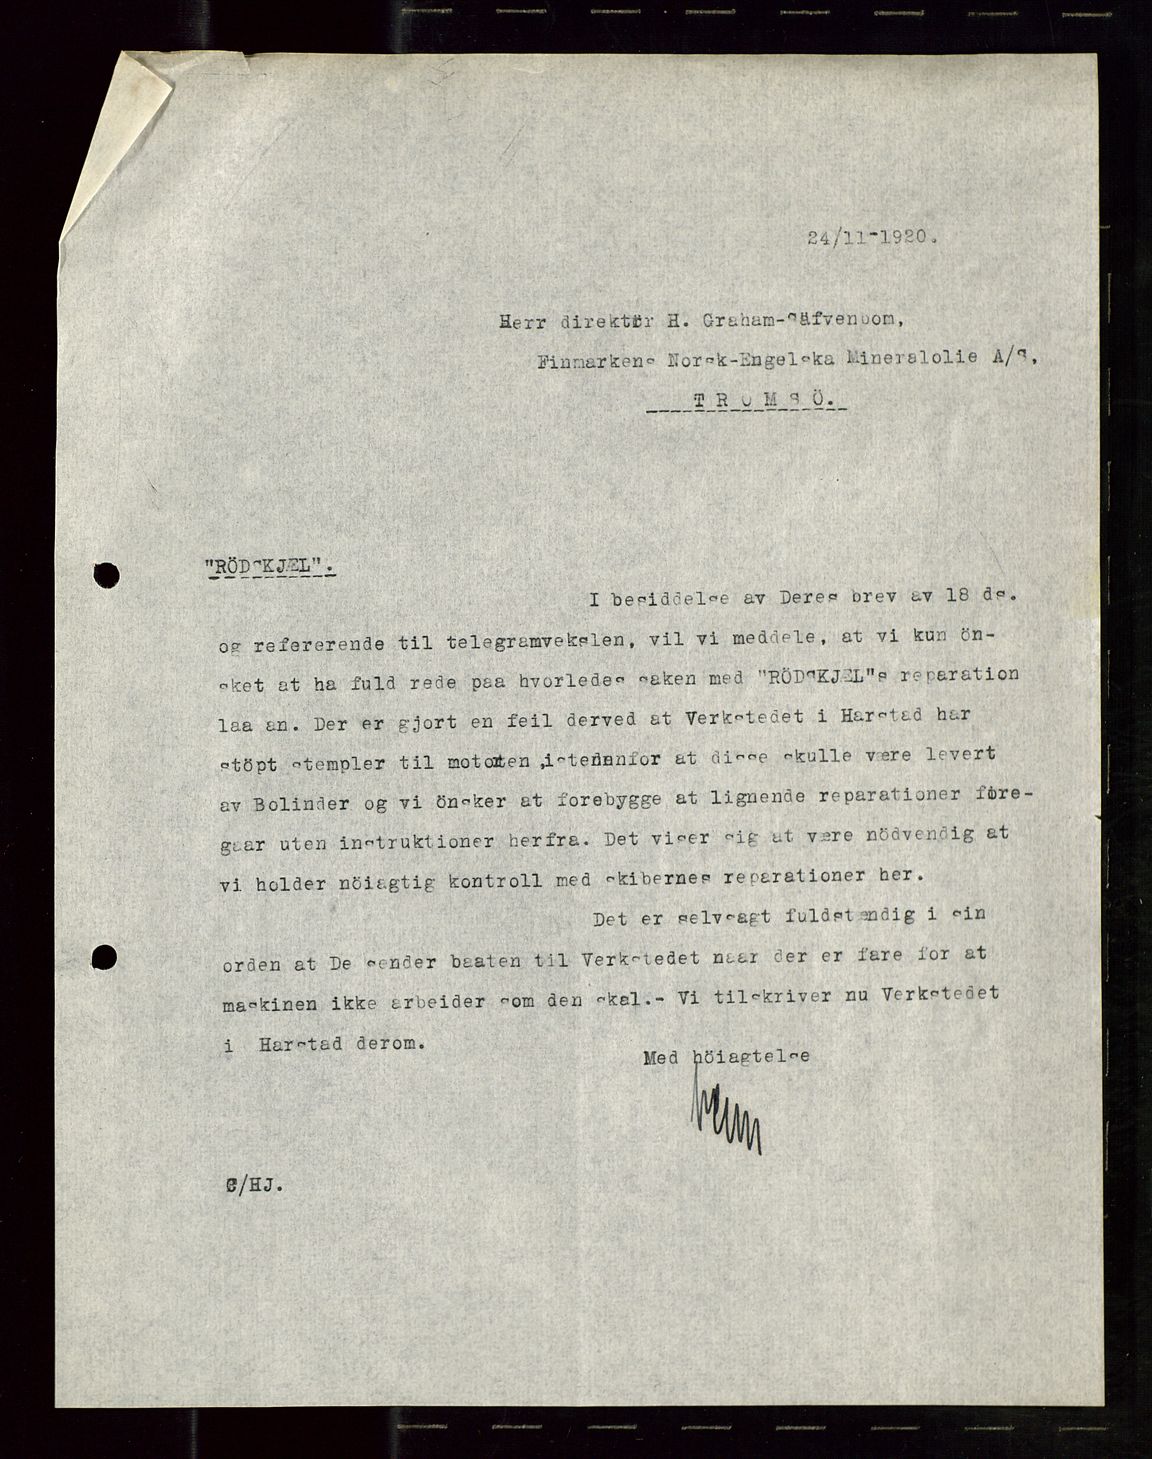 24/11-1920.
Herr direktör H. Graham-Säfvenbom,
Finmarkens Norsk-Engelska Mineralolie A/S,
T R O M S Ö.
"RÖDSKJÆL".
I besiddelse av Deres brev av 18 ds.
og refererende til telegramvekslen, vil vi meddele, at vi kun ön-
sket at ha fuld rede paa hvorledes saken med "RÖDSKJÆL"s reparation
laa an. Der er gjort en feil derved at Verkstedet i Harstad har
stöpt stempler til motoren ,istedenfor at disse skulle være levert
av Bolinder og vi önsker at forebygge at lignende reparationer fore-
gaar uten instruktioner herfra. Det viser sig at være nödvendig at
vi holder nöiagtig kontroll med skibernes reparationer her.
Det er selvsagt fuldstændig i sin
orden at De sender baaten til Verkstedet naar der er fare for at
maskinen ikke arbeider som den skal.- Vi tilskriver nu Verkstedet
i Harstad derom.
Med höiagtelse
/HJ.